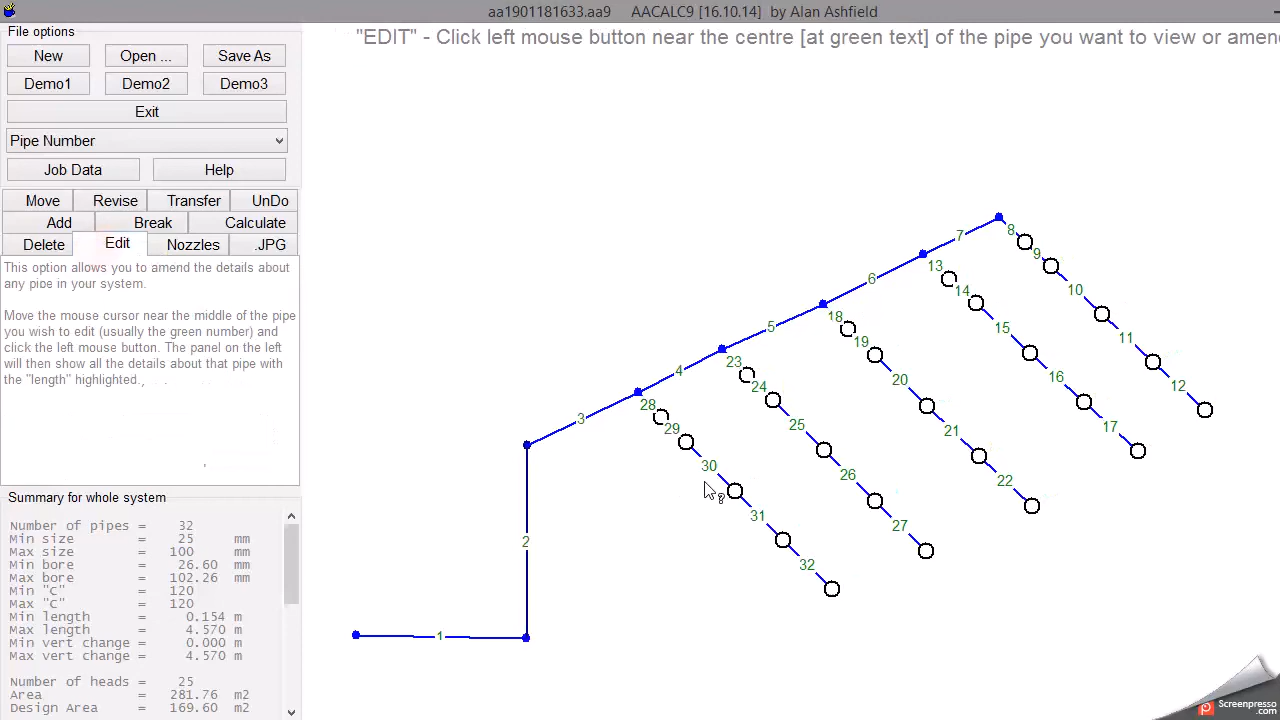 aa1901181633.aa9 AACALC9 [16.10.14] by Alan Ashfield
File options
"EDIT" - Click left mouse button near the centre [at green text] of the pipe you want to view or amen
New Open ... Save As
Demo1 Demo2 Demo3
Exit
Pipe Number
Job Data Help
Move Revise Transfer UnDo
Add Break Calculate
Delete Edit Nozzles .JPG
This option allows you to amend the details about
any pipe in your system.
Move the mouse cursor near the middle of the pipe
you wish to edit (usually the green number) and
click the left mouse button. The panel on the left
will then show all the details about that pipe with
the "length" highlighted.
Summary for whole system
Number of pipes = 32
Min size = 25 mm
Max size = 100 mm
Min bore = 26.60 mm
Max bore = 102.26 mm
Min "C" = 120
Max "C" = 120
Min length = 0.154 m
Max length = 4.570 m
Min vert change = 0.000 m
Max vert change = 4.570 m
Number of heads = 25
Area = 281.76 m2
Design Area = 169.60 m2
1
2
3
4
5
6
7
8
9
10
11
12
13
14
15
16
17
18
19
20
21
22
23
24
25
26
27
28
29
30
31
32
Screenpresso
.com